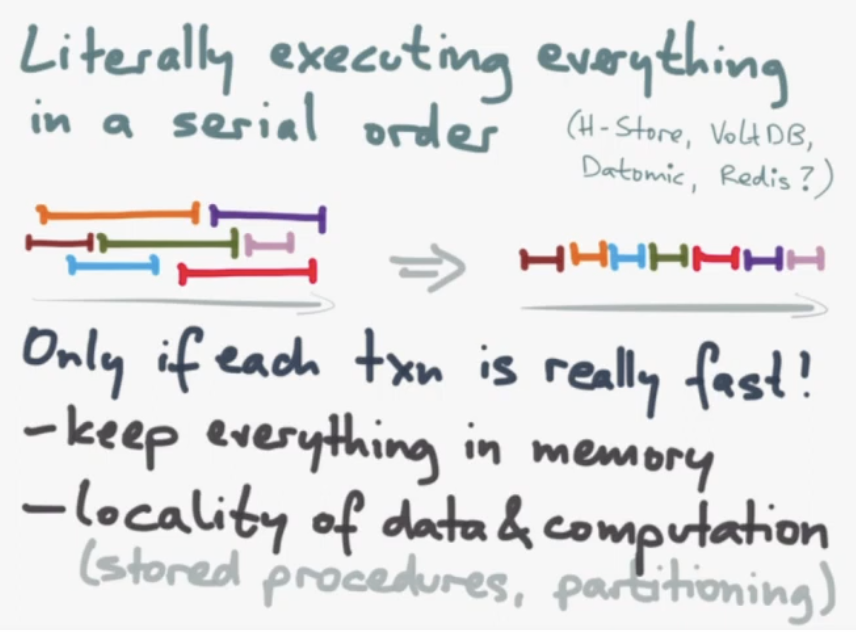 Literally executing everything
in a serial order
(H-Store, VoltDB,
Datomic, Redis?)
Only if each txn is really fast!
- keep everything in memory
- locality of data & computation
(stored procedures, partitioning)